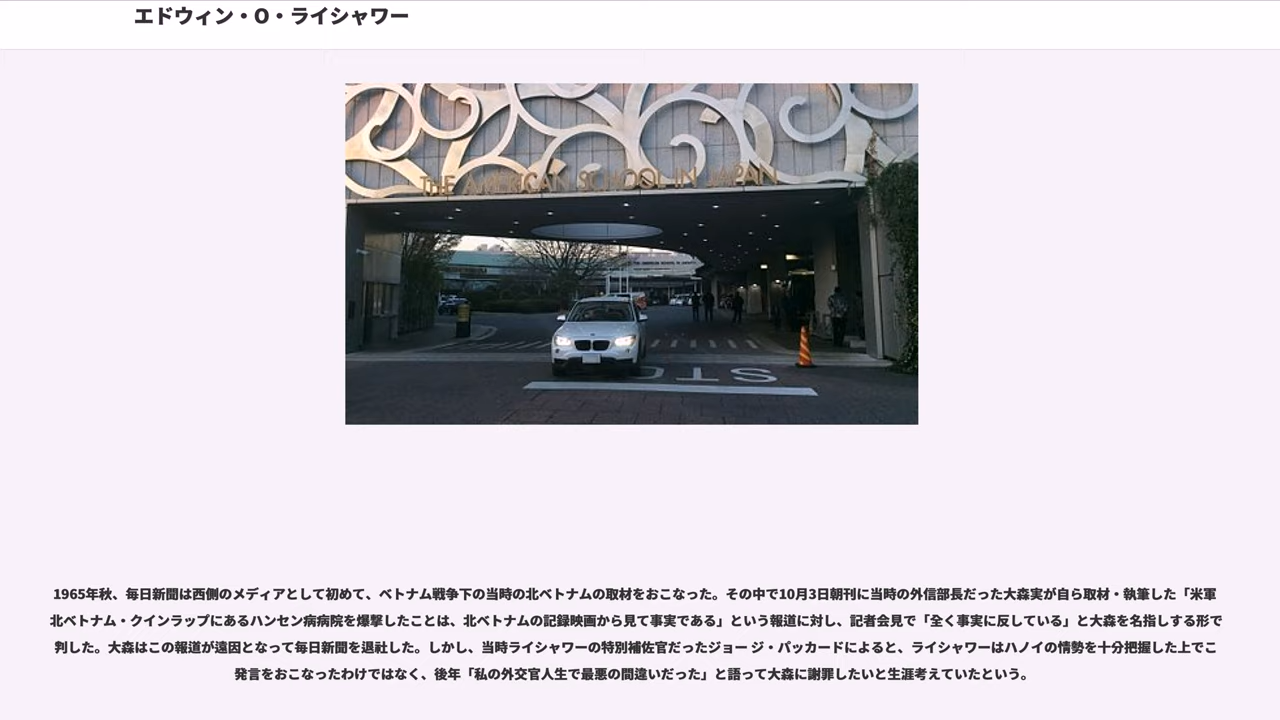 エドウィン・O・ライシャワー
THE AMERICAN SCHOOL IN JAPAN
STO
1965年秋、毎日新聞は西側のメディアとして初めて、ベトナム戦争下の当時の北ベトナムの取材をおこなった。その中で10月3日朝刊に当時の外信部長だった大森実が自ら取材・執筆した「米軍
北ベトナム・クインラップにあるハンセン病病院を爆撃したことは、北ベトナムの記録映画から見て事実である」という報道に対し、記者会見で「全く事実に反している」と大森を名指しする形で
判した。大森はこの報道が遠因となって毎日新聞を退社した。しかし、当時ライシャワーの特別補佐官だったジョー ジ・パッカードによると、ライシャワーはハノイの情勢を十分把握した上でこ
発言をおこなったわけではなく、後年「私の外交官人生で最悪の間違いだった」と語って大森に謝罪したいと生涯考えていたという。